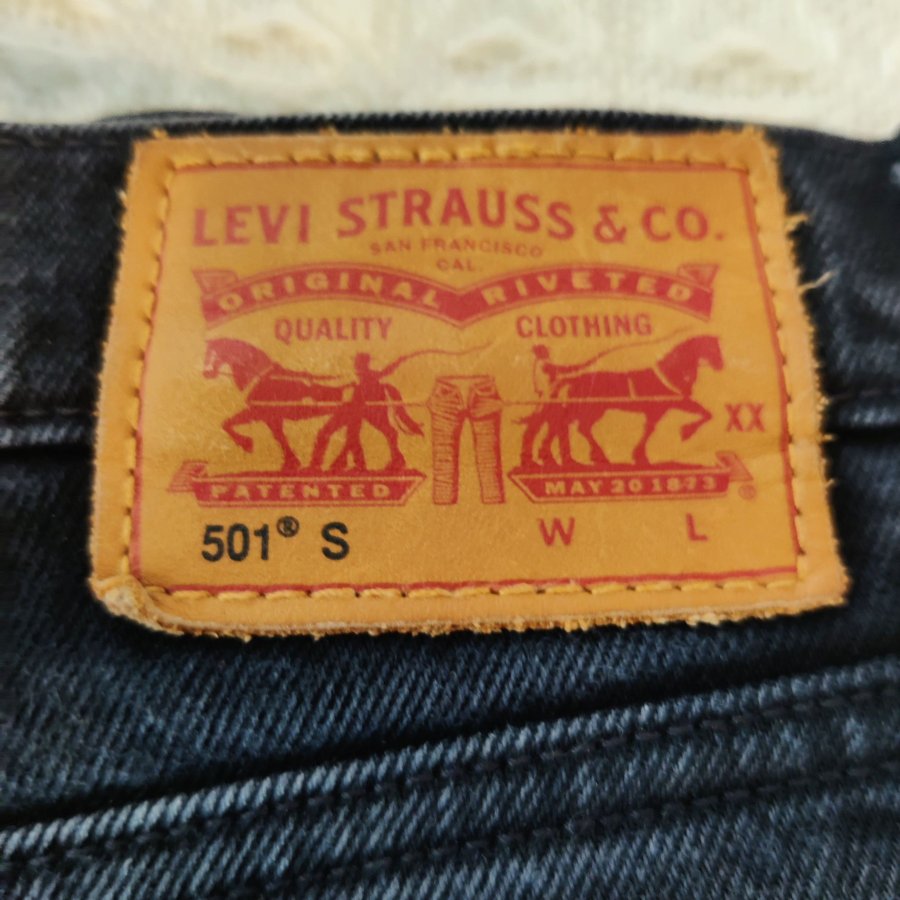 LEVI STRAUSS & CO.
SAN FRANCISCO
CAL.
ORIGINAL RIVETED
QUALITY CLOTHING
XX
PATENTED MAY 20 1873
®
501® S W L